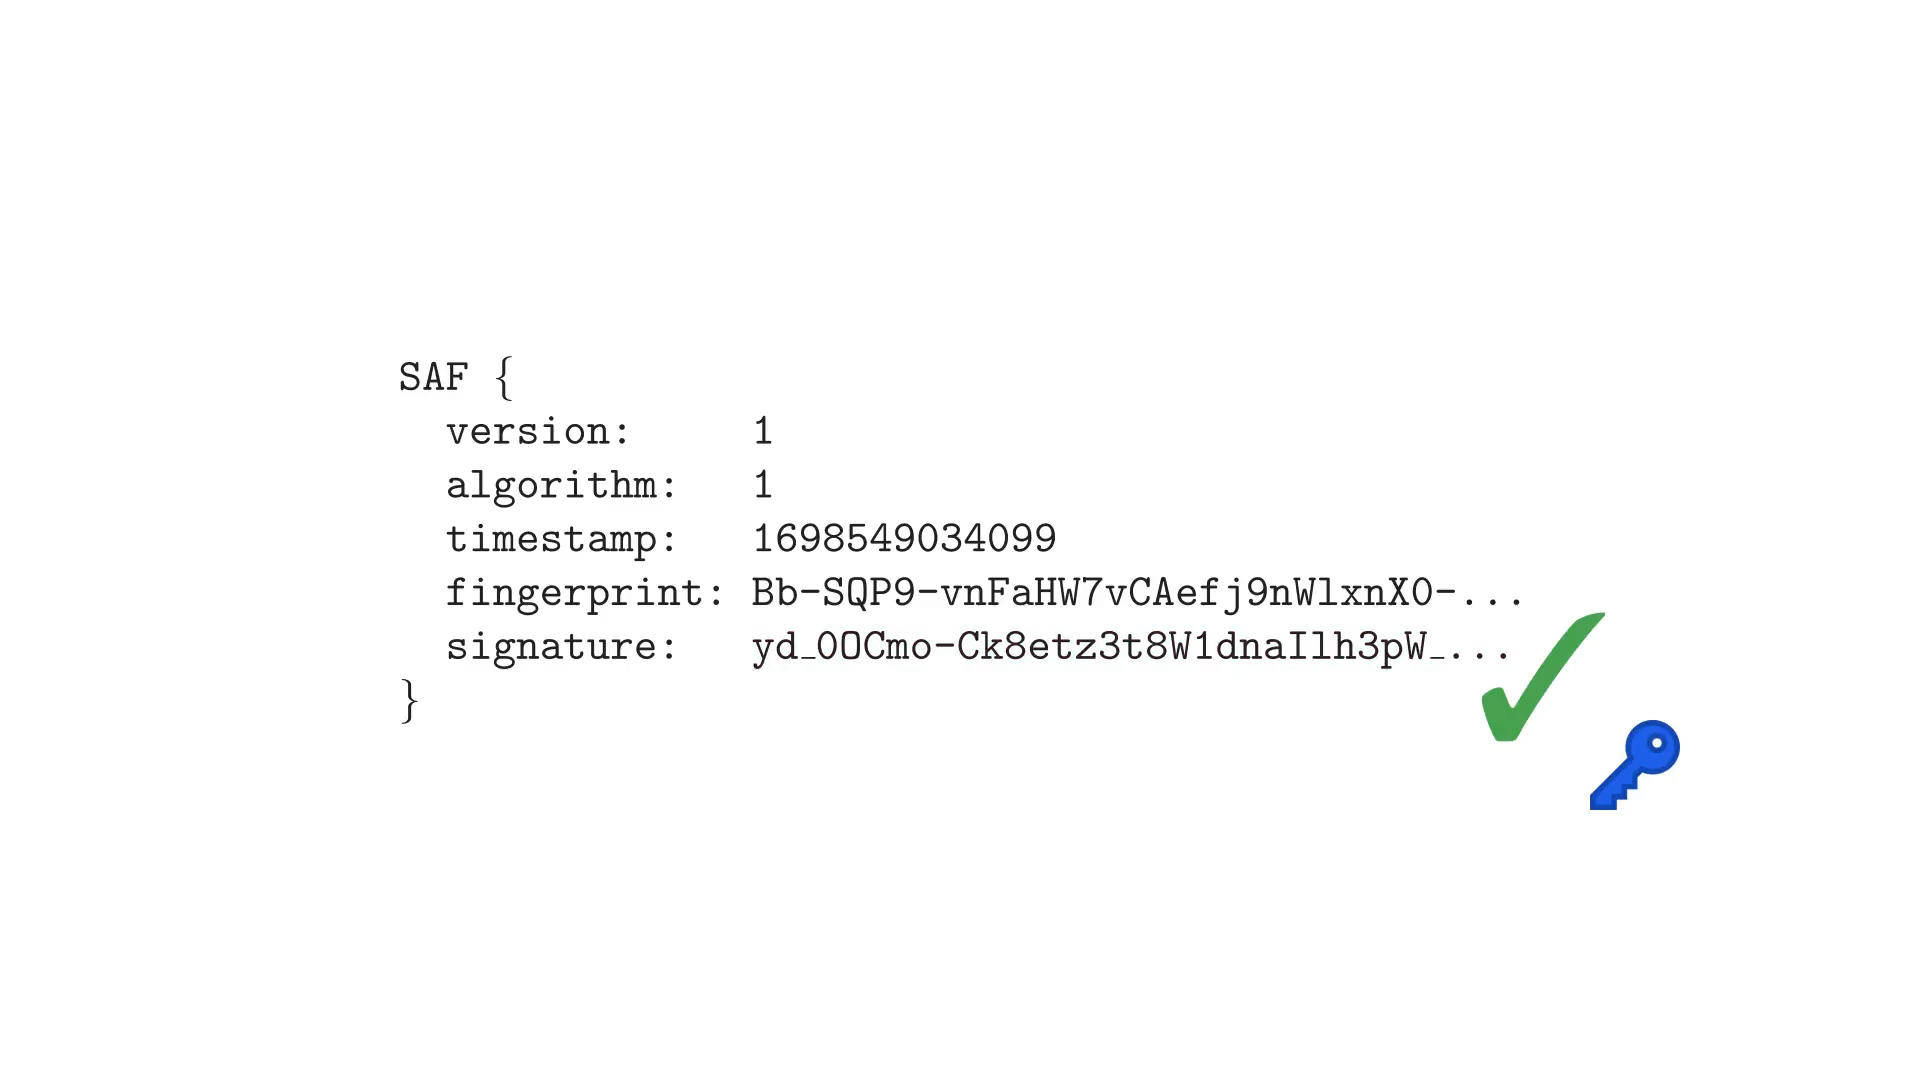 SAF {
version: 1
algorithm: 1
timestamp: 1698549034099
fingerprint: Bb-SQP9-vnFaHW7vCAefj9nWlxnX0-...
signature: yd_0OCmo-Ck8etz3t8W1dnaIlh3pW_...
}